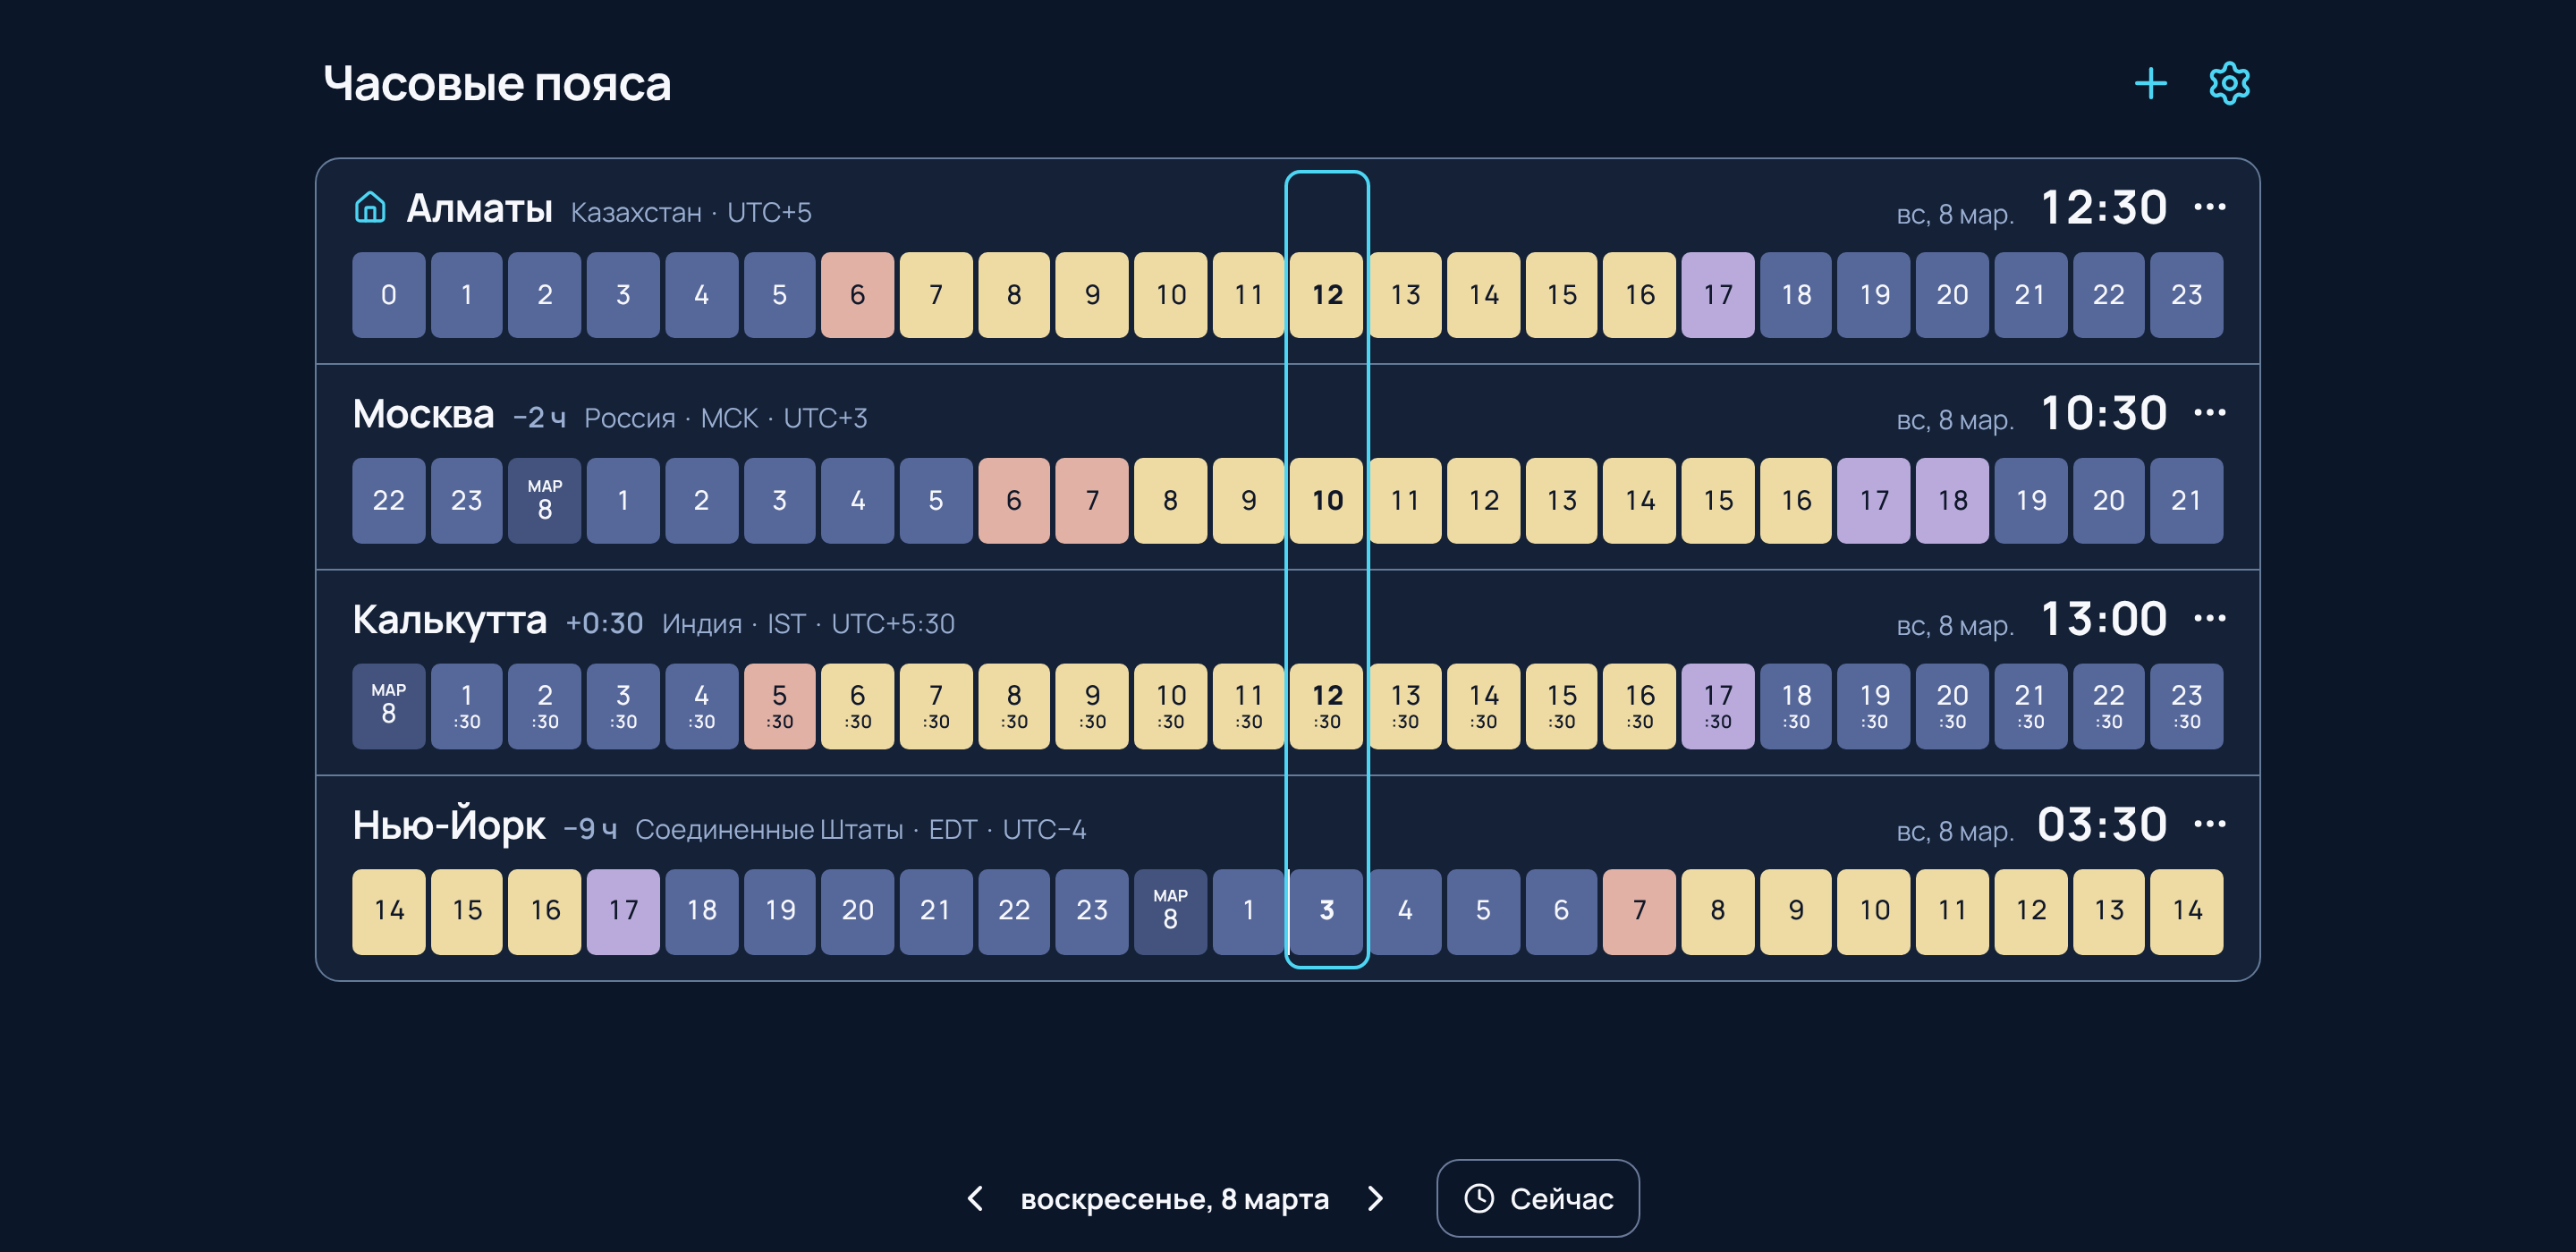 Часовые пояса
Алматы Казахстан · UTC+5 вс, 8 мар. 12:30
0 1 2 3 4 5 6 7 8 9 10 11 12 13 14 15 16 17 18 19 20 21 22 23
Москва −2 ч Россия · МСК · UTC+3 вс, 8 мар. 10:30
22 23 МАР 8 1 2 3 4 5 6 7 8 9 10 11 12 13 14 15 16 17 18 19 20 21
Калькутта +0:30 Индия · IST · UTC+5:30 вс, 8 мар. 13:00
МАР 8 1:30 2:30 3:30 4:30 5:30 6:30 7:30 8:30 9:30 10:30 11:30 12:30 13:30 14:30 15:30 16:30 17:30 18:30 19:30 20:30 21:30 22:30 23:30
Нью-Йорк −9 ч Соединенные Штаты · EDT · UTC−4 вс, 8 мар. 03:30
14 15 16 17 18 19 20 21 22 23 МАР 8 1 3 4 5 6 7 8 9 10 11 12 13 14
воскресенье, 8 марта Сейчас